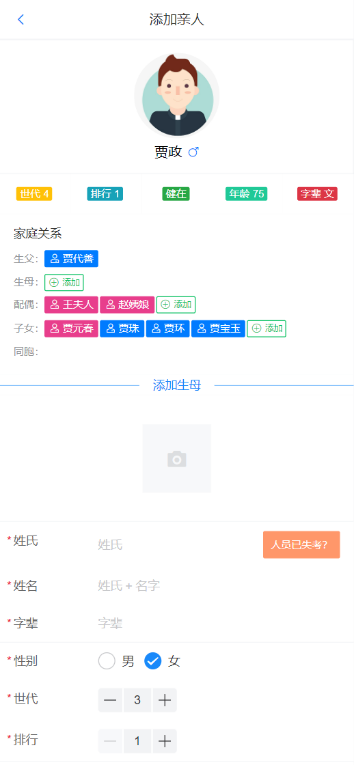 添加亲人
贾政
世代 4 排行 1 健在 年龄 75 字辈 文
家庭关系
生父: 贾代善
生母: 添加
配偶: 王夫人 赵姨娘 添加
子女: 贾元春 贾珠 贾环 贾宝玉 添加
同胞:
添加生母
*姓氏 姓氏 人员已失考?
*姓名 姓氏 + 名字
*字辈 字辈
*性别 男 女
*世代 3
*排行 1